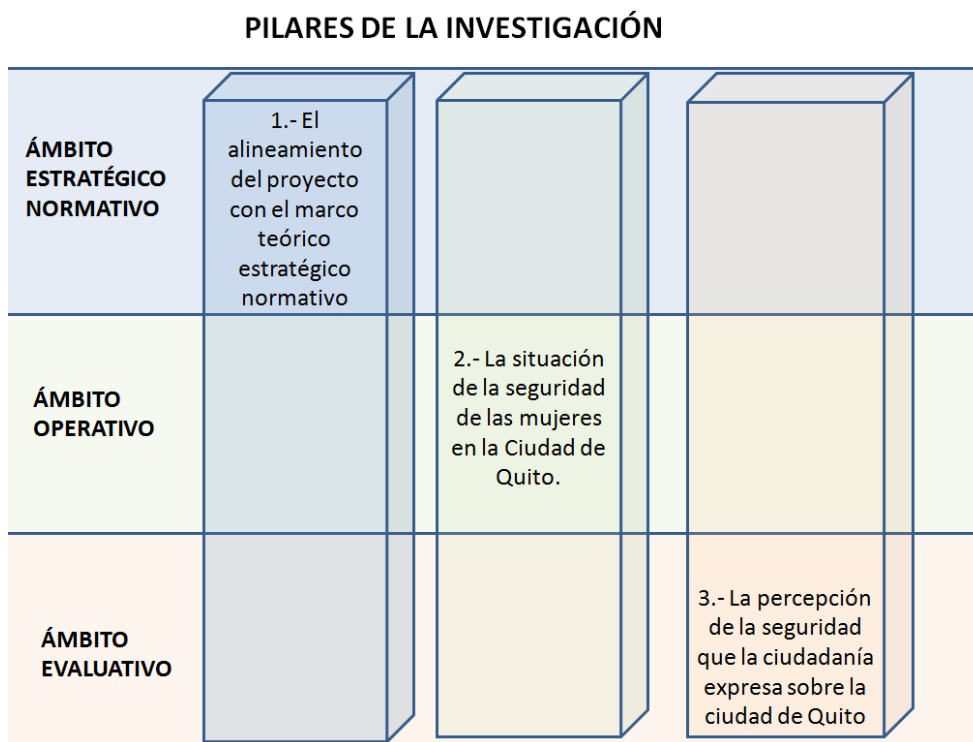 PILARES DE LA INVESTIGACIÓN
ÁMBITO
ESTRATÉGICO
NORMATIVO
1.- El
alineamiento
del proyecto
con el marco
teórico
estratégico
normativo
ÁMBITO
OPERATIVO
2.- La situación
de la seguridad
de las mujeres
en la Ciudad de
Quito.
ÁMBITO
EVALUATIVO
3.- La percepción
de la seguridad
que la ciudadanía
expresa sobre la
ciudad de Quito